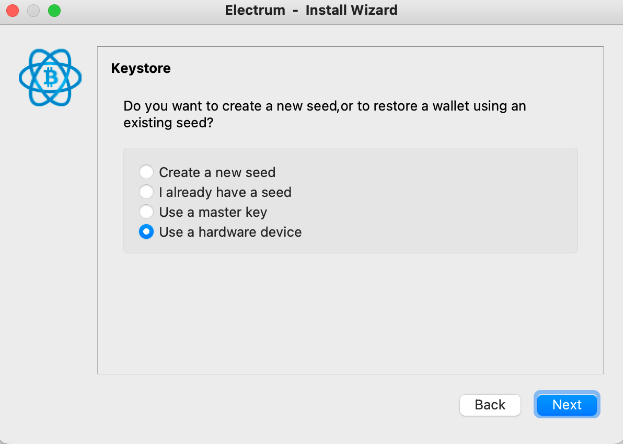 Electrum - Install Wizard
Keystore
Do you want to create a new seed,or to restore a wallet using an
existing seed?
Create a new seed
I already have a seed
Use a master key
Use a hardware device
Back
Next